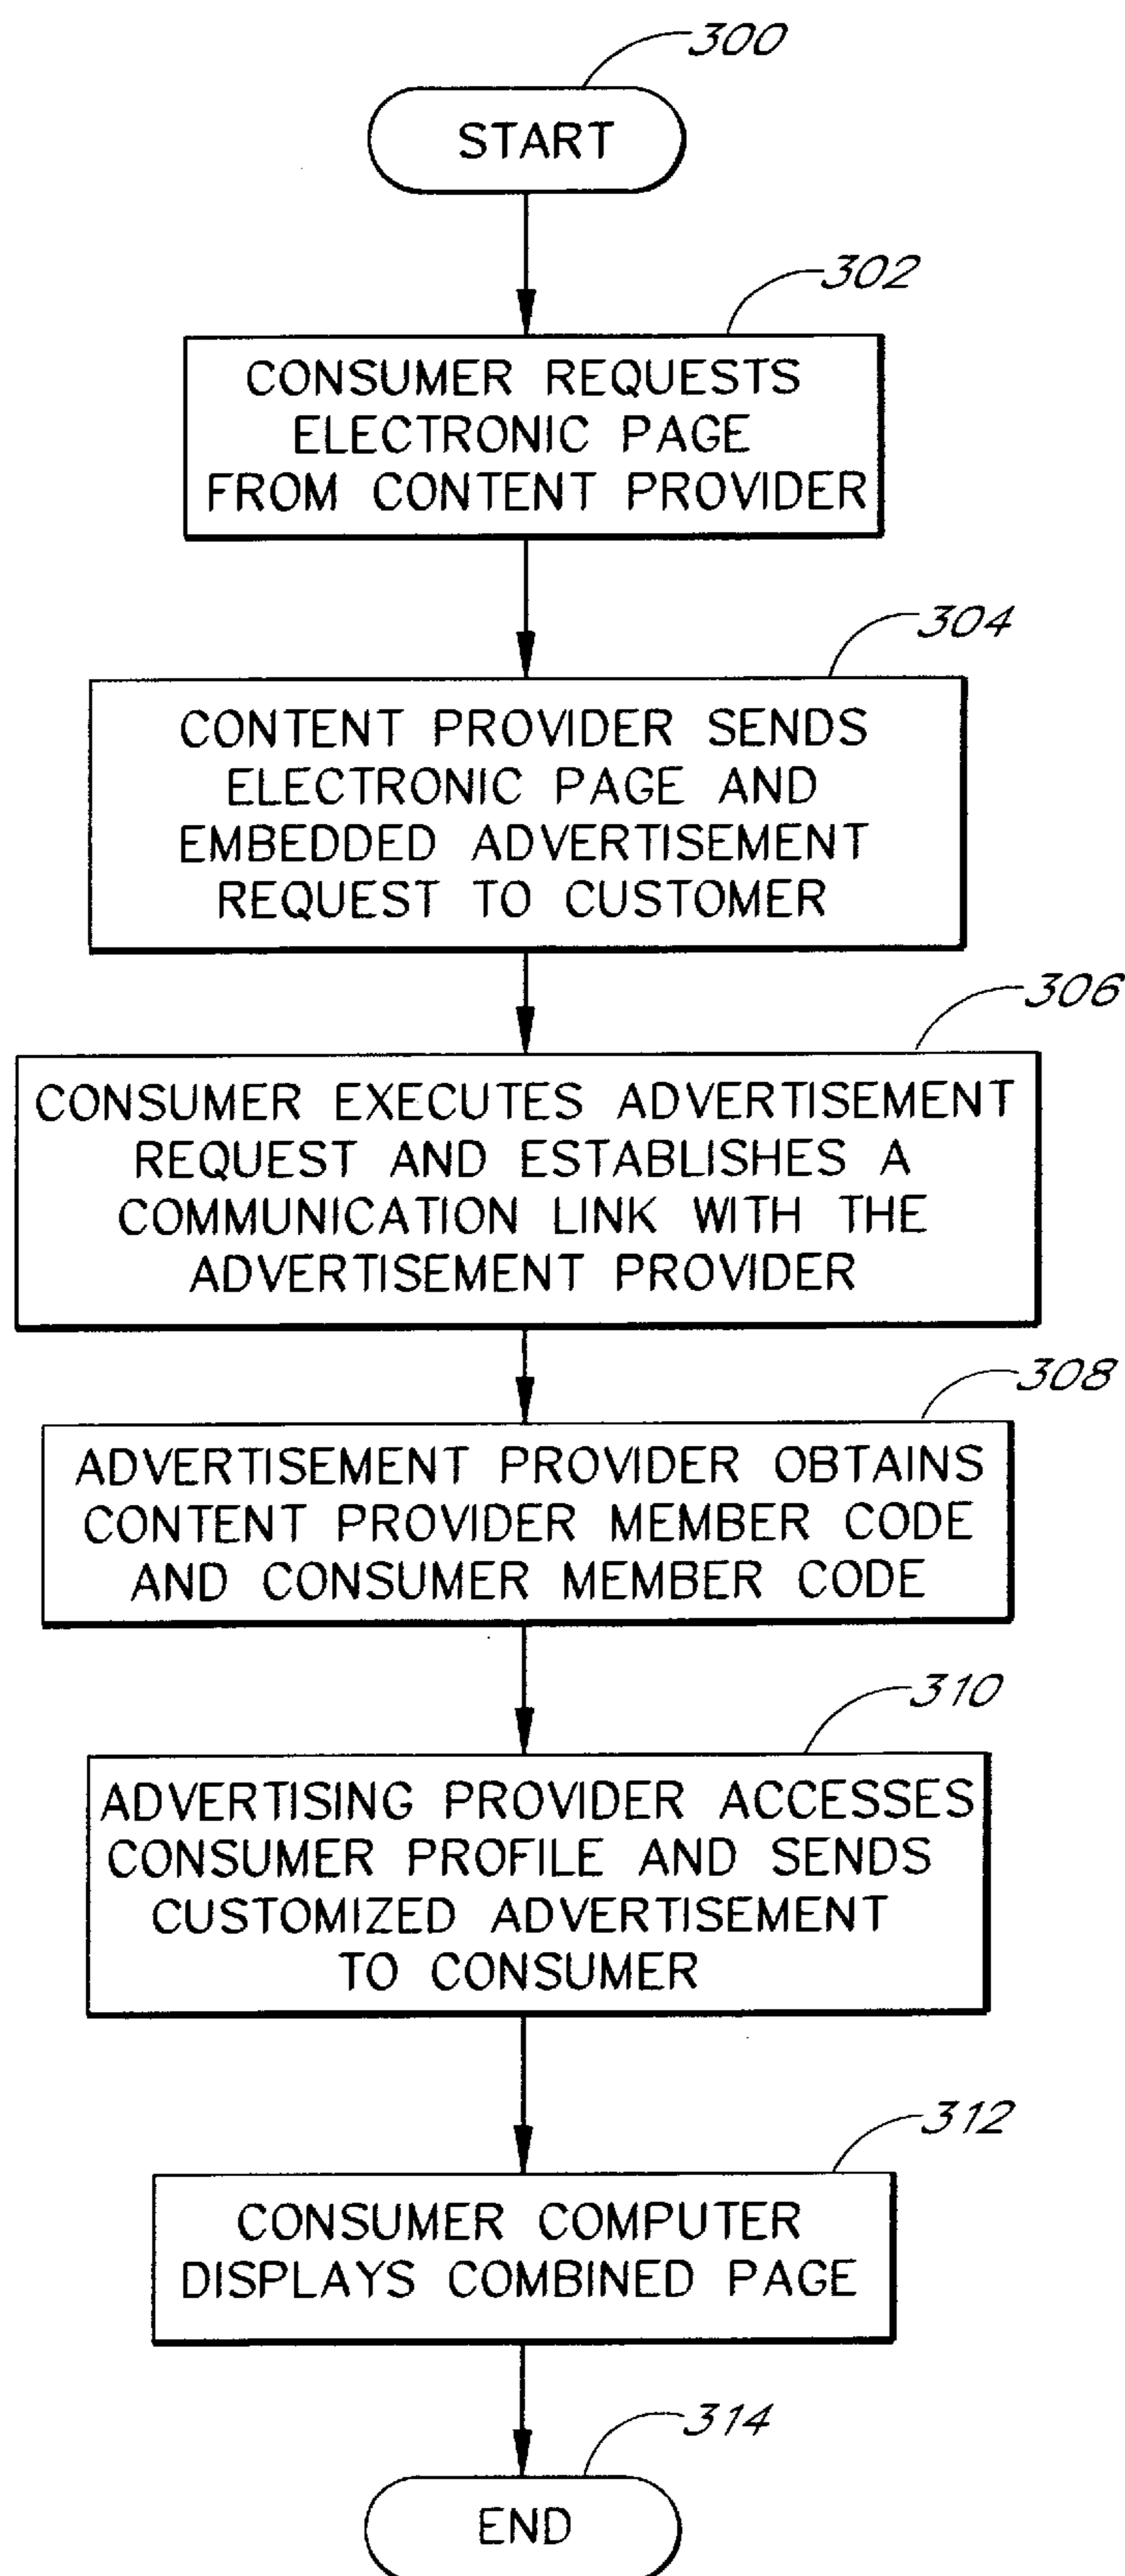 300
START
302
CONSUMER REQUESTS
ELECTRONIC PAGE
FROM CONTENT PROVIDER
304
CONTENT PROVIDER SENDS
ELECTRONIC PAGE AND
EMBEDDED ADVERTISEMENT
REQUEST TO CUSTOMER
306
CONSUMER EXECUTES ADVERTISEMENT
REQUEST AND ESTABLISHES A
COMMUNICATION LINK WITH THE
ADVERTISEMENT PROVIDER
308
ADVERTISEMENT PROVIDER OBTAINS
CONTENT PROVIDER MEMBER CODE
AND CONSUMER MEMBER CODE
310
ADVERTISING PROVIDER ACCESSES
CONSUMER PROFILE AND SENDS
CUSTOMIZED ADVERTISEMENT
TO CONSUMER
312
CONSUMER COMPUTER
DISPLAYS COMBINED PAGE
314
END